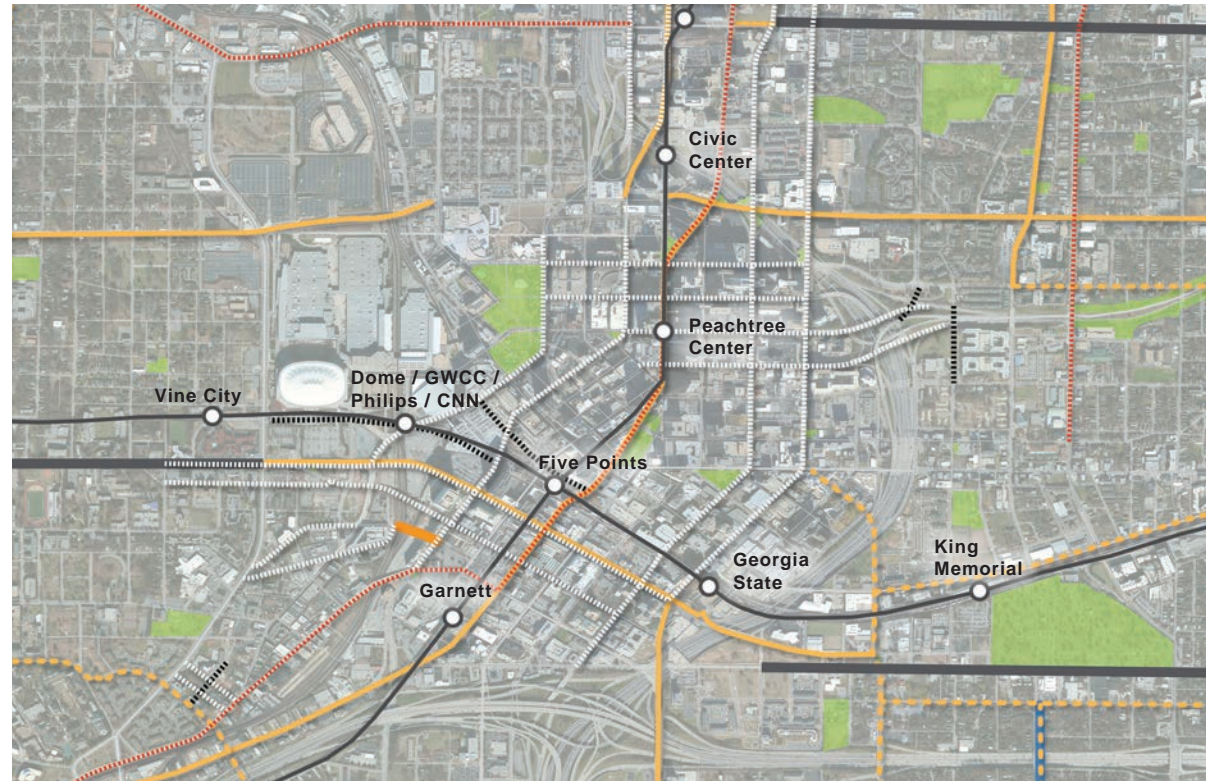 Civic
Center
Peachtree
Center
Dome / GWCC /
Philips / CNN
Vine City
Five Points
Georgia
State
King
Memorial
Garnett